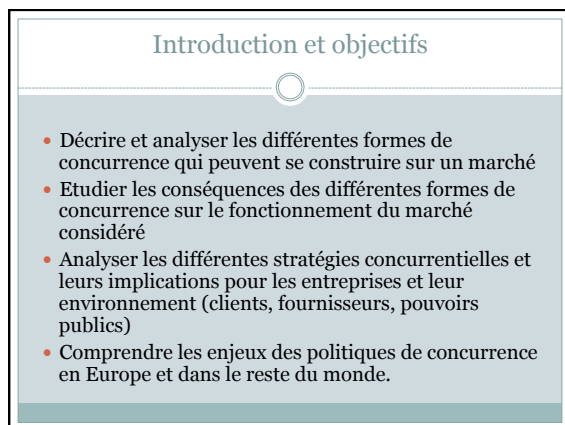 Introduction et objectifs
• Décrire et analyser les différentes formes de
concurrence qui peuvent se construire sur un marché
• Etudier les conséquences des différentes formes de
concurrence sur le fonctionnement du marché
considéré
• Analyser les différentes stratégies concurrentielles et
leurs implications pour les entreprises et leur
environnement (clients, fournisseurs, pouvoirs
publics)
• Comprendre les enjeux des politiques de concurrence
en Europe et dans le reste du monde.